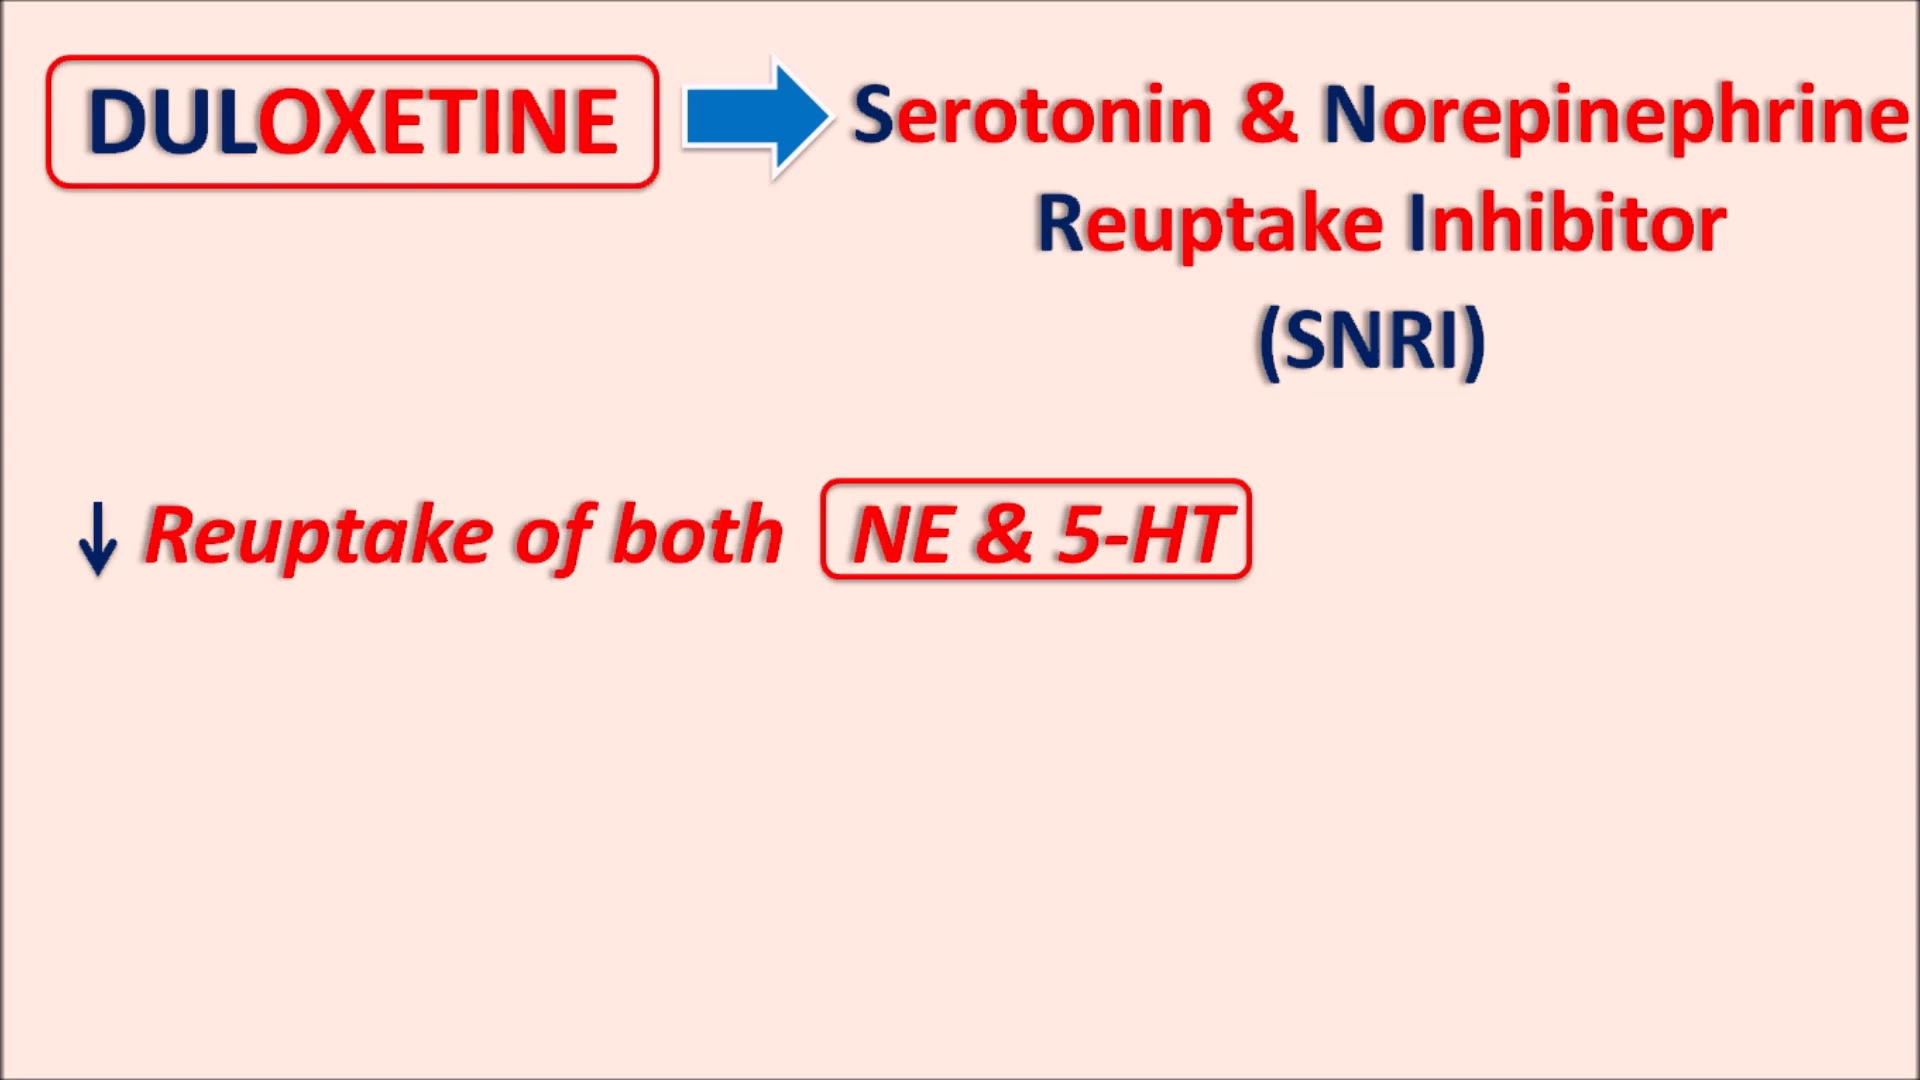 DULOXETINE
Serotonin & Norepinephrine
Reuptake Inhibitor
(SNRI)
↓ Reuptake of both NE & 5-HT